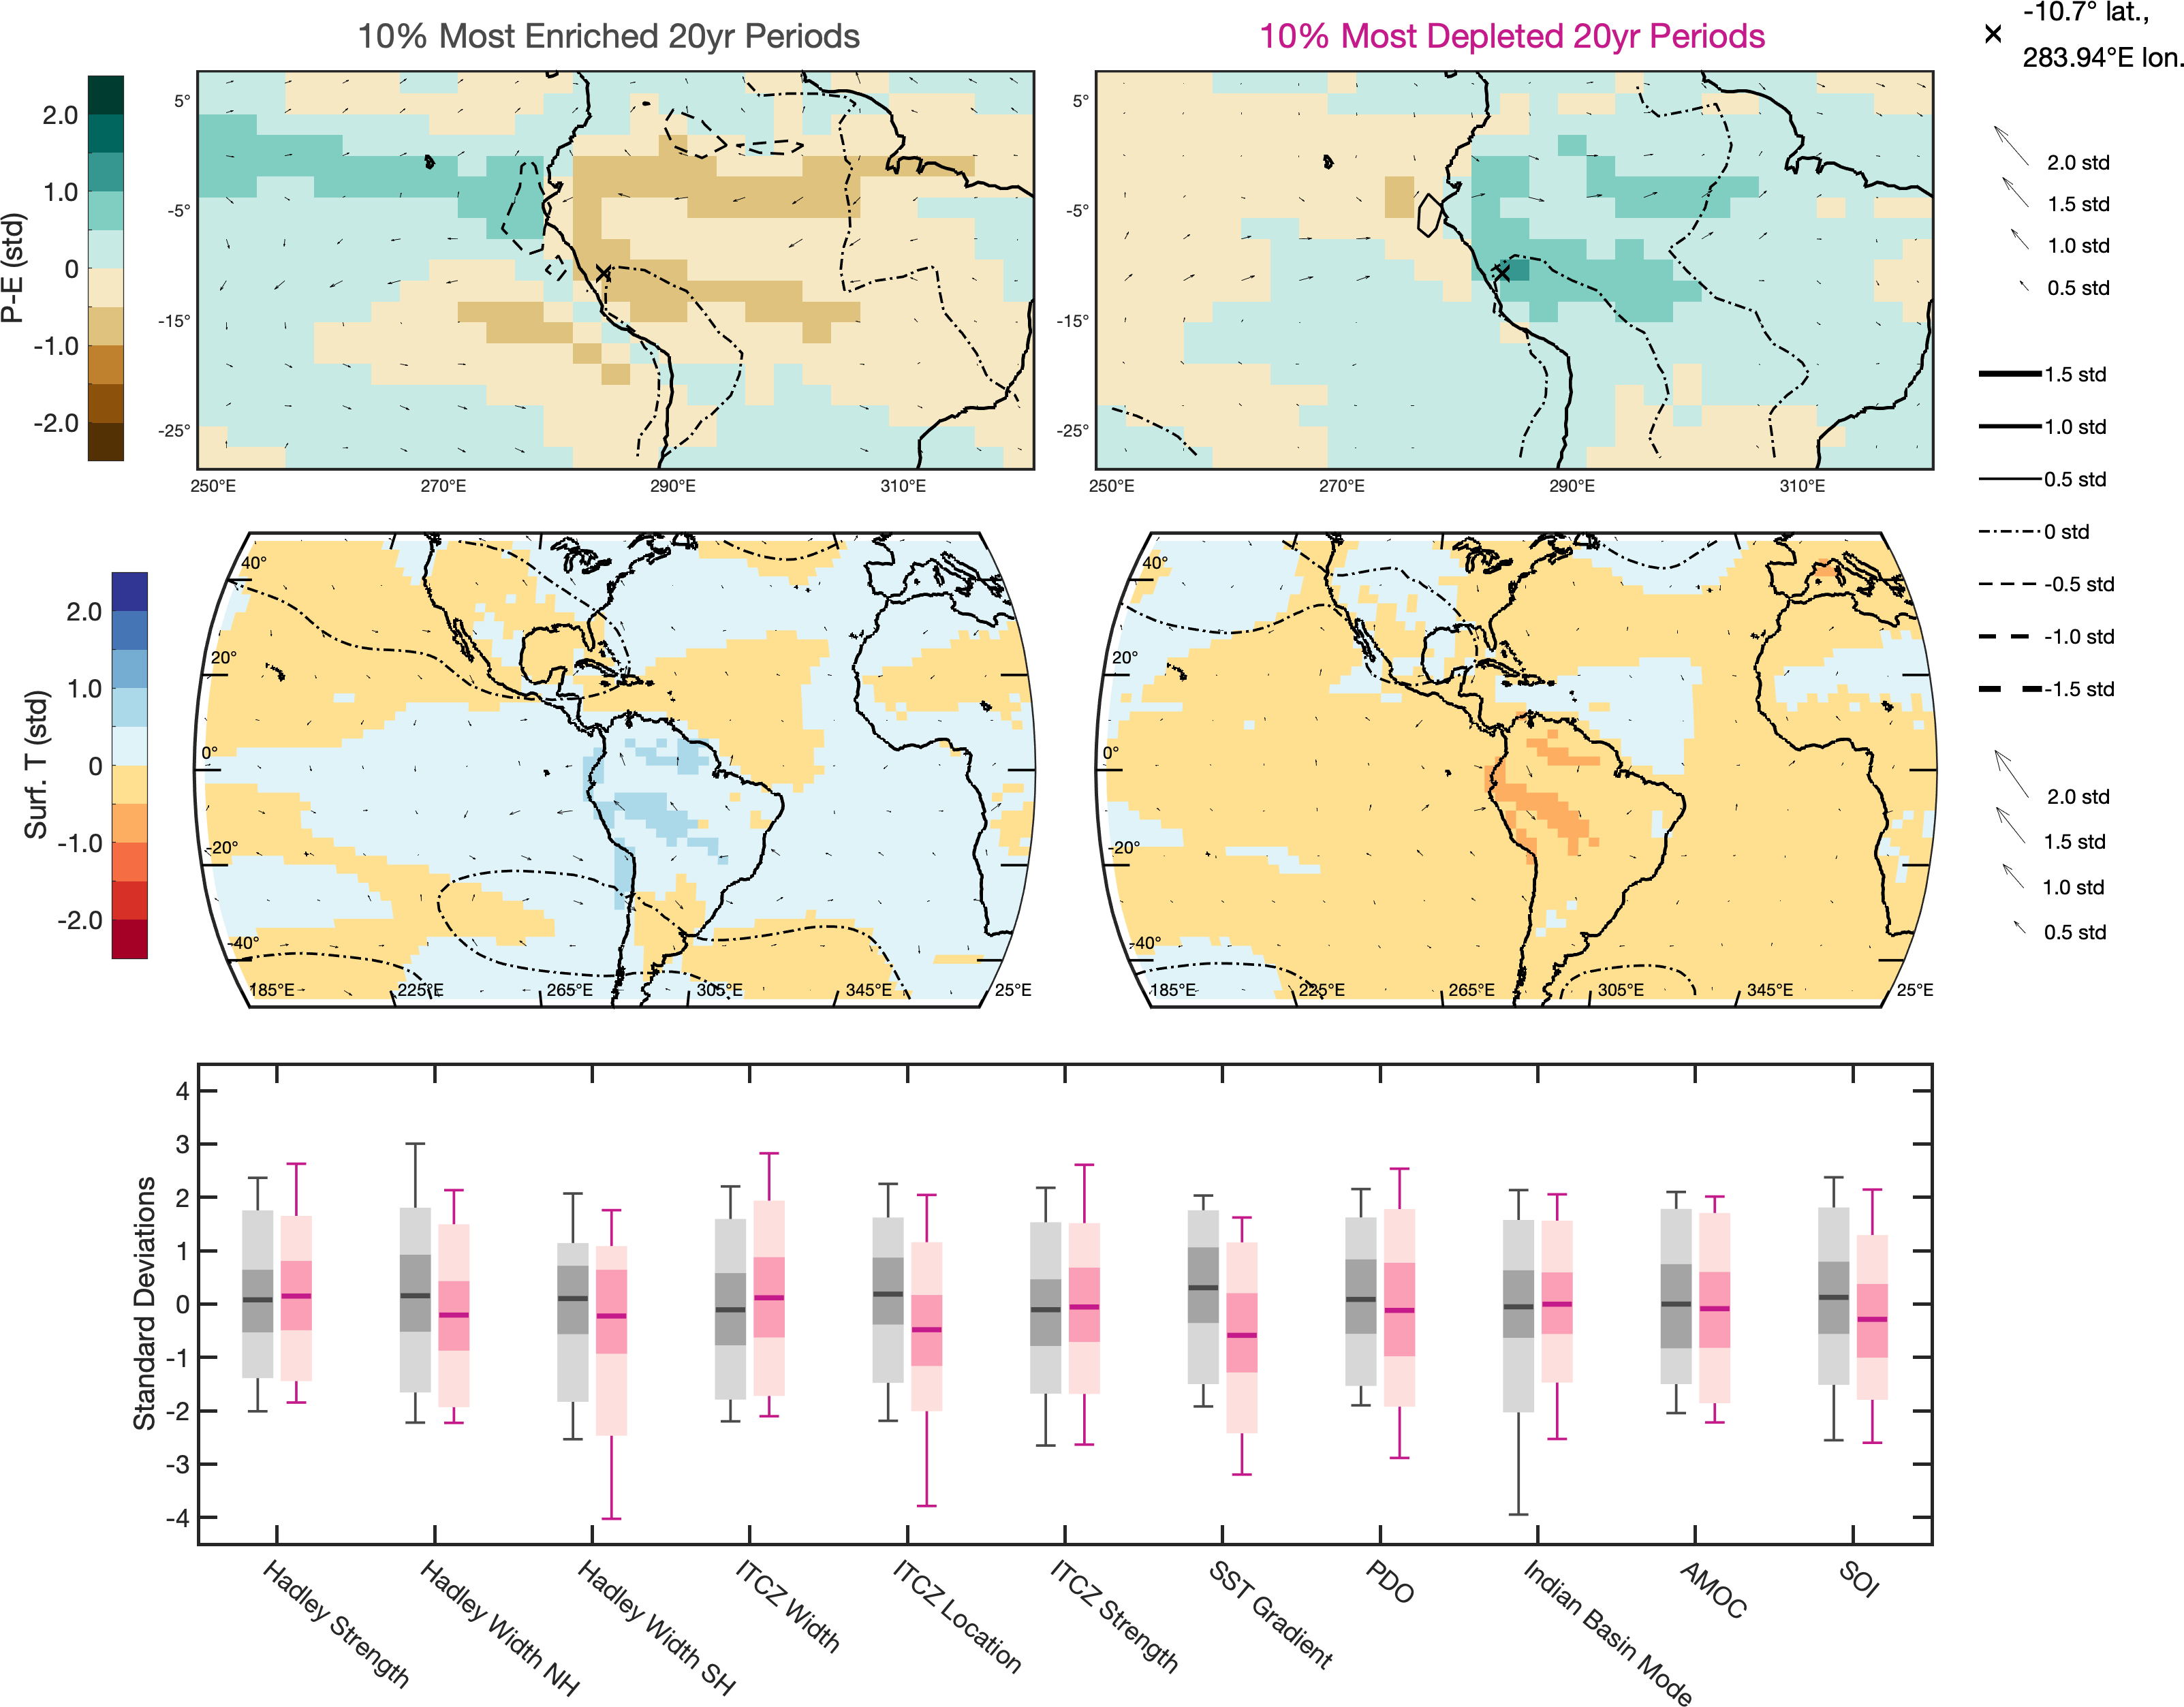 10% Most Enriched 20yr Periods
10% Most Depleted 20yr Periods
-10.7° lat.,
283.94°E lon.
P-E (std)
2.0
1.0
0
-1.0
-2.0
5°
-5°
-15°
-25°
250°E
270°E
290°E
310°E
5°
-5°
-15°
-25°
250°E
270°E
290°E
310°E
2.0 std
1.5 std
1.0 std
0.5 std
1.5 std
1.0 std
0.5 std
0 std
-0.5 std
-1.0 std
-1.5 std
Surf. T (std)
2.0
1.0
0
-1.0
-2.0
40°
20°
0°
-20°
-40°
185°E
225°E
265°E
305°E
345°E
25°E
40°
20°
0°
-20°
-40°
185°E
225°E
265°E
305°E
345°E
25°E
2.0 std
1.5 std
1.0 std
0.5 std
Standard Deviations
4
3
2
1
0
-1
-2
-3
-4
Hadley Strength
Hadley Width NH
Hadley Width SH
ITCZ Width
ITCZ Location
ITCZ Strength
SST Gradient
PDO
Indian Basin Mode
AMOC
SOI